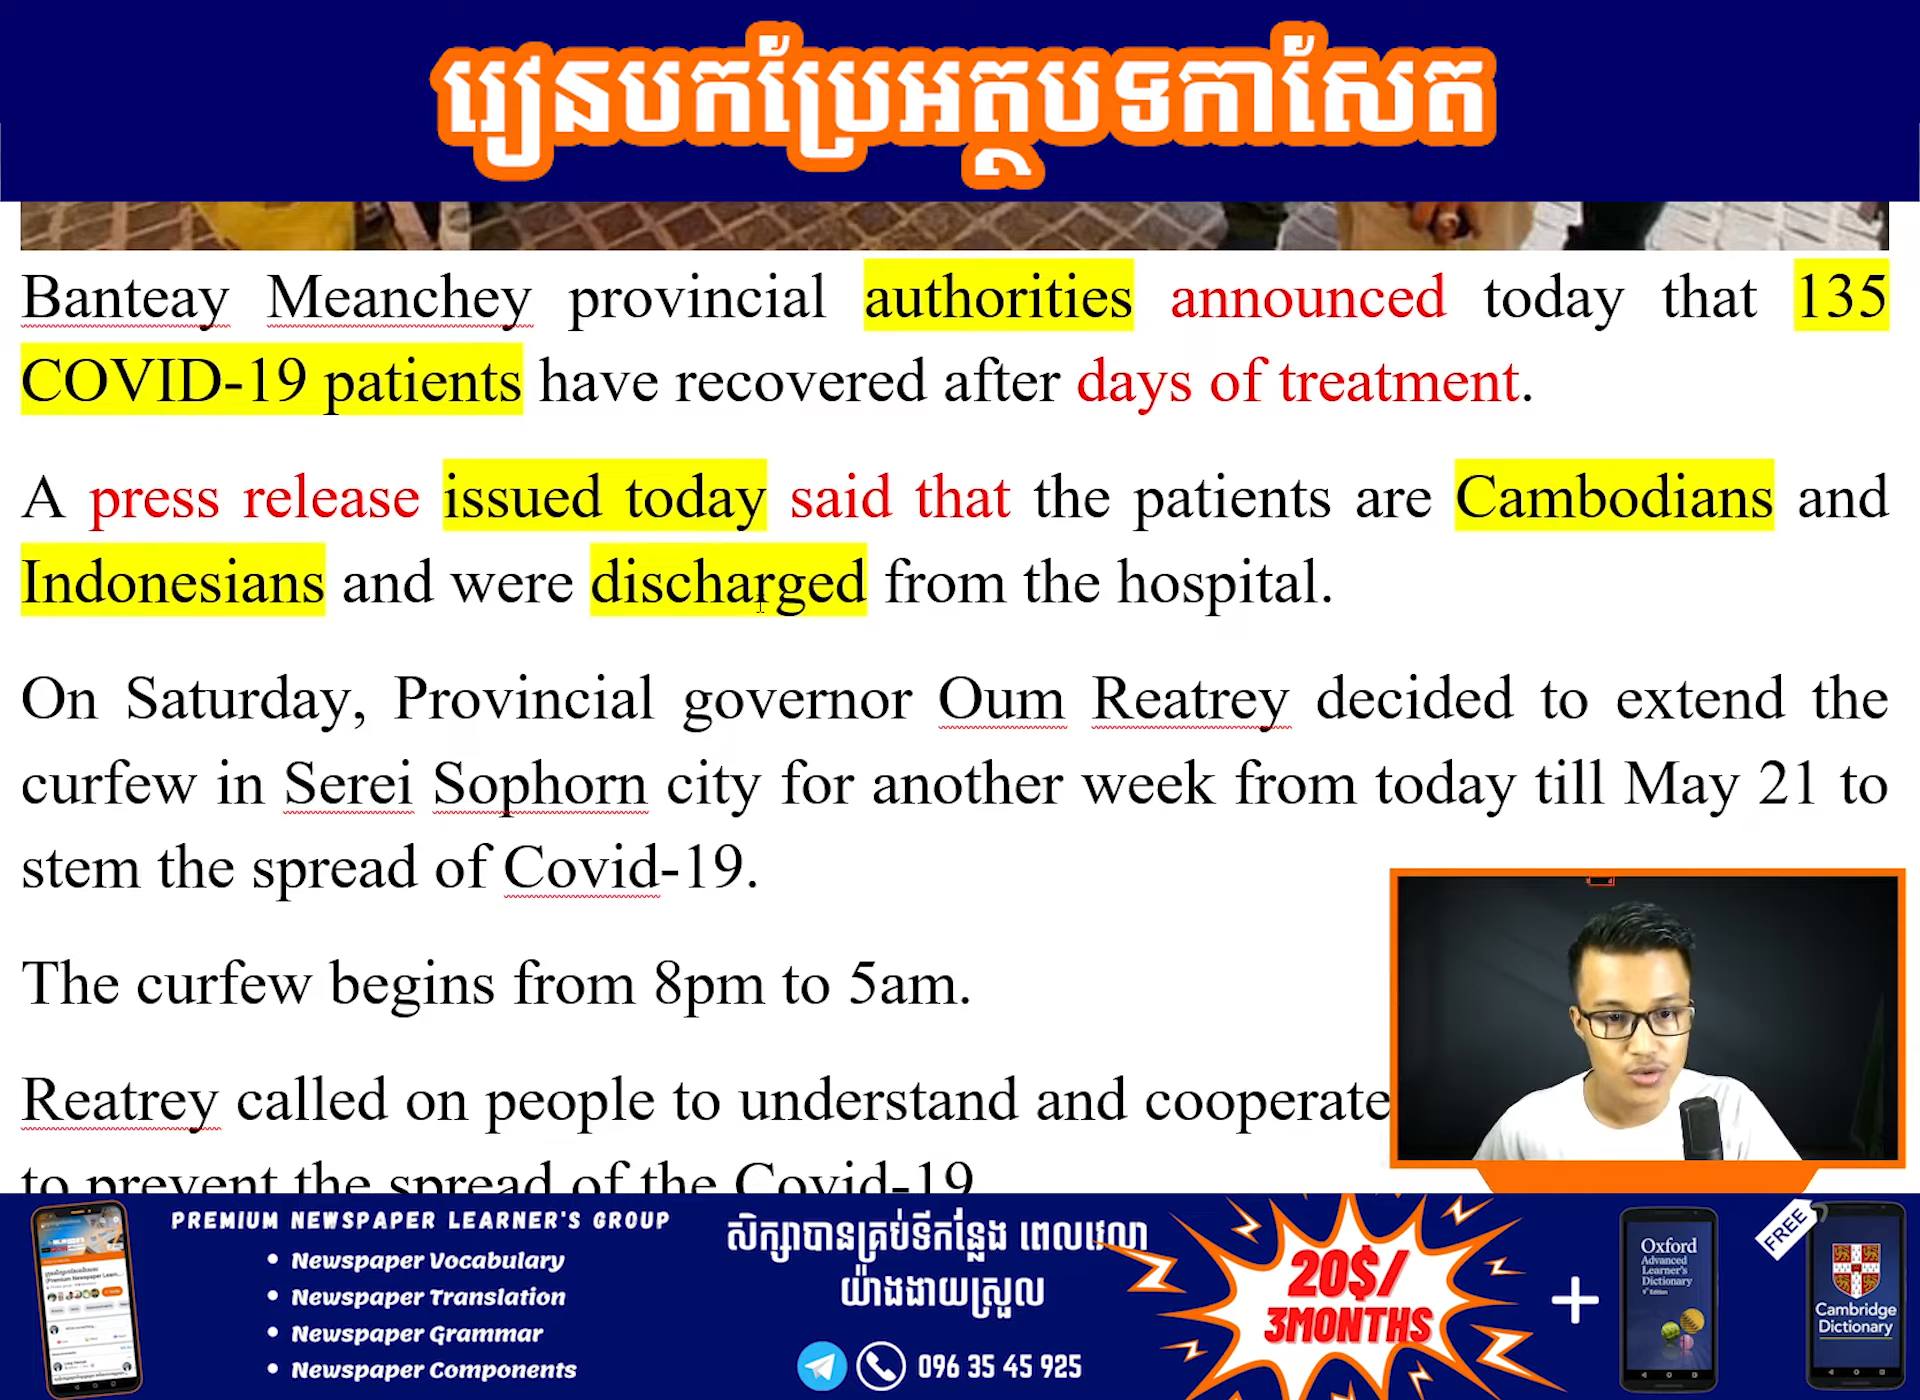 រៀនបកប្រែអត្ថបទកាសែត
Banteay Meanchey provincial authorities announced today that 135
COVID-19 patients have recovered after days of treatment.
A press release issued today said that the patients are Cambodians and
Indonesians and were discharged from the hospital.
On Saturday, Provincial governor Oum Reatrey decided to extend the
curfew in Serei Sophorn city for another week from today till May 21 to
stem the spread of Covid-19.
The curfew begins from 8pm to 5am.
Reatrey called on people to understand and cooperate
to prevent the spread of the Covid-19
PREMIUM NEWSPAPER LEARNER'S GROUP
• Newspaper Vocabulary
• Newspaper Translation
• Newspaper Grammar
• Newspaper Components
សិក្សាបានគ្រប់ទីកន្លែង ពេលវេលា
យ៉ាងងាយស្រួល
096 35 45 925
20$/
3MONTHS
+
Oxford
Advanced
Learner's
Dictionary
9th Edition
FREE
Cambridge
Dictionary